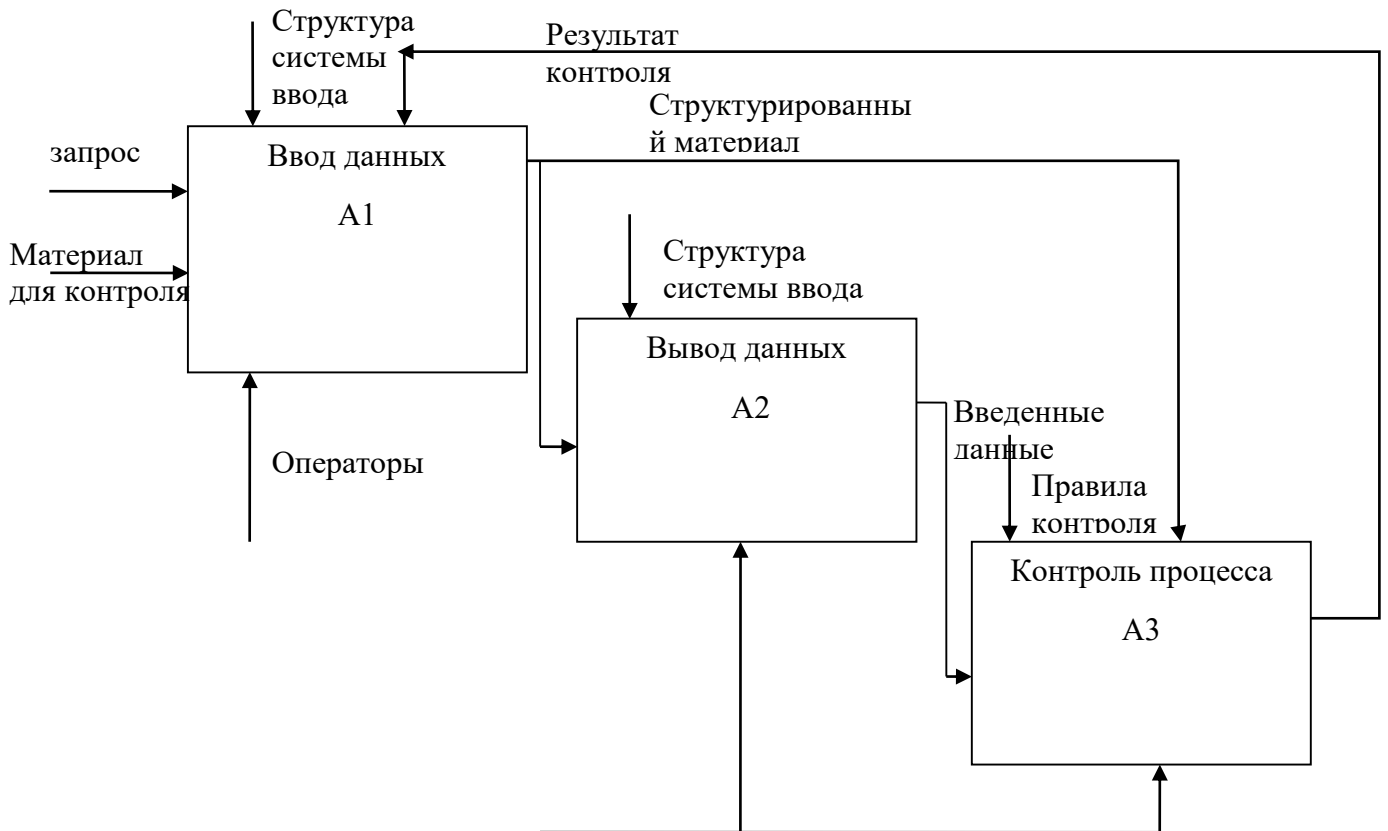 Структура
системы
ввода
Результат
контроля
Структурированны
й материал
запрос
Ввод данных
А1
Материал
для контроля
Структура
системы ввода
Вывод данных
А2
Операторы
Введенные
данные
Правила
контроля
Контроль процесса
А3